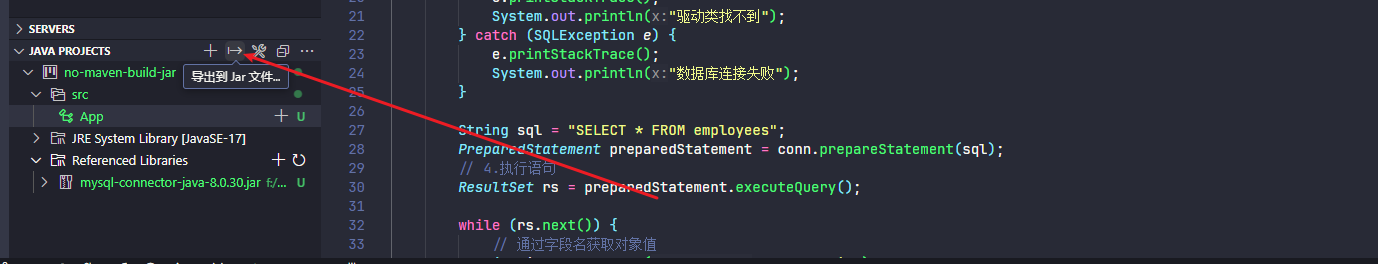 SERVERS
JAVA PROJECTS
no-maven-build-jar
导出到 Jar 文件...
src
App U
JRE System Library [JavaSE-17]
Referenced Libraries
mysql-connector-java-8.0.30.jar f:/... U
21 System.out.println(x:"驱动类找不到");
22 } catch (SQLException e) {
23 e.printStackTrace();
24 System.out.println(x:"数据库连接失败");
25 }
26
27 String sql = "SELECT * FROM employees";
28 PreparedStatement preparedStatement = conn.prepareStatement(sql);
29 // 4.执行语句
30 ResultSet rs = preparedStatement.executeQuery();
31
32 while (rs.next()) {
33 // 通过字段名获取对象值